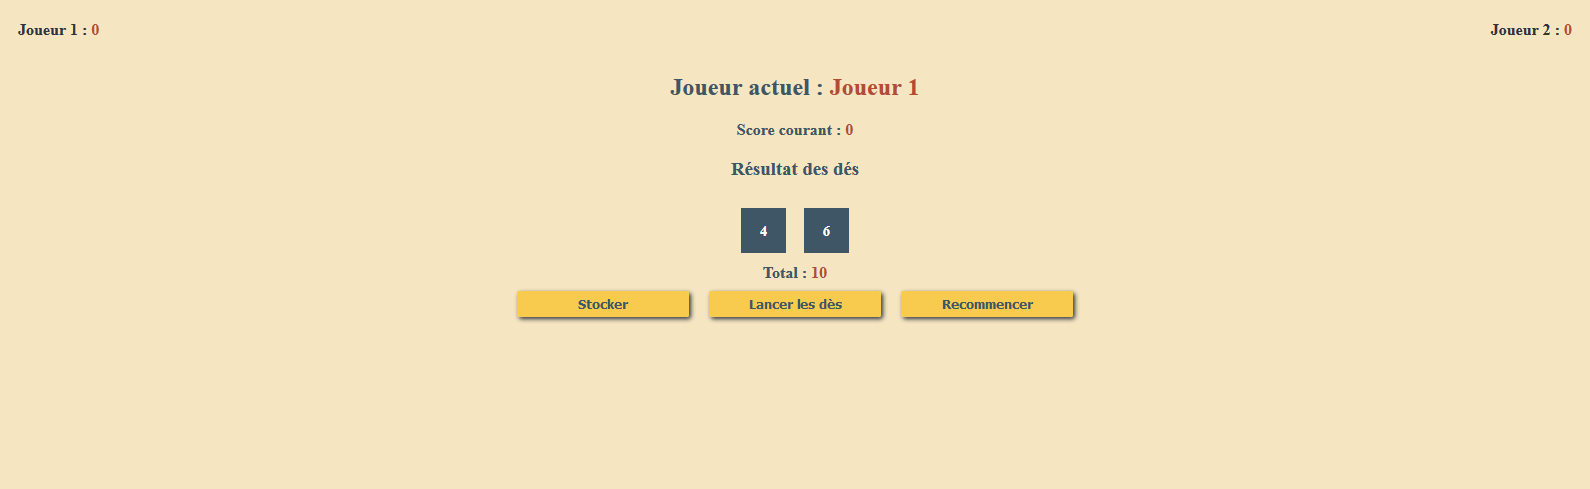 Joueur 1 : 0
Joueur 2 : 0
Joueur actuel : Joueur 1
Score courant : 0
Résultat des dés
4 6
Total : 10
Stocker
Lancer les dès
Recommencer